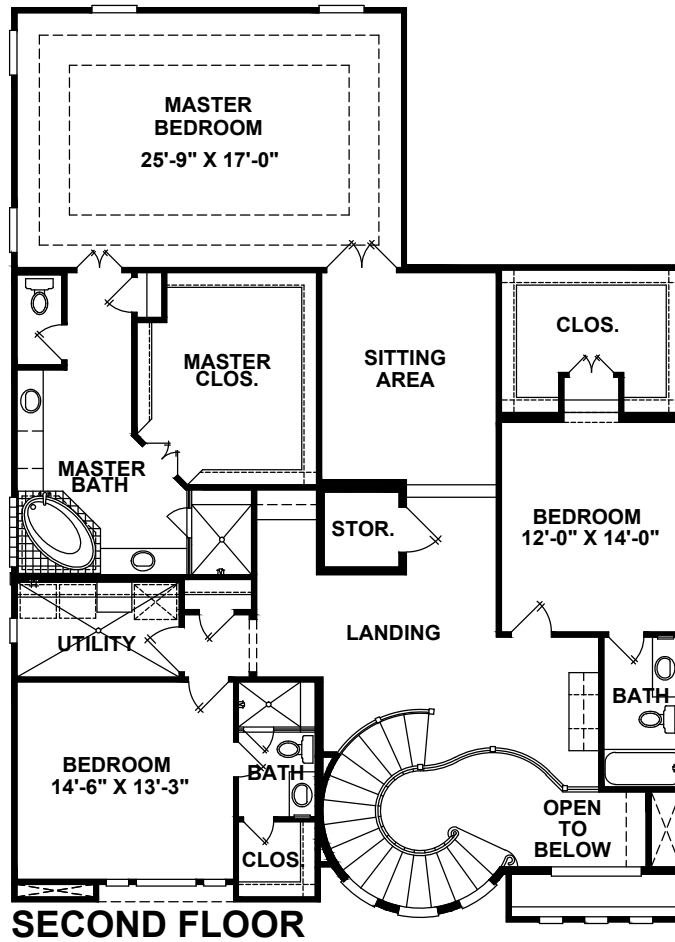 MASTER
BEDROOM
25'-9" X 17'-0"
CLOS.
MASTER
CLOS.
SITTING
AREA
MASTER
BATH
STOR.
BEDROOM
12'-0" X 14'-0"
UTILITY
LANDING
BATH
BEDROOM
14'-6" X 13'-3"
BATH
OPEN
TO
BELOW
CLOS.
SECOND FLOOR